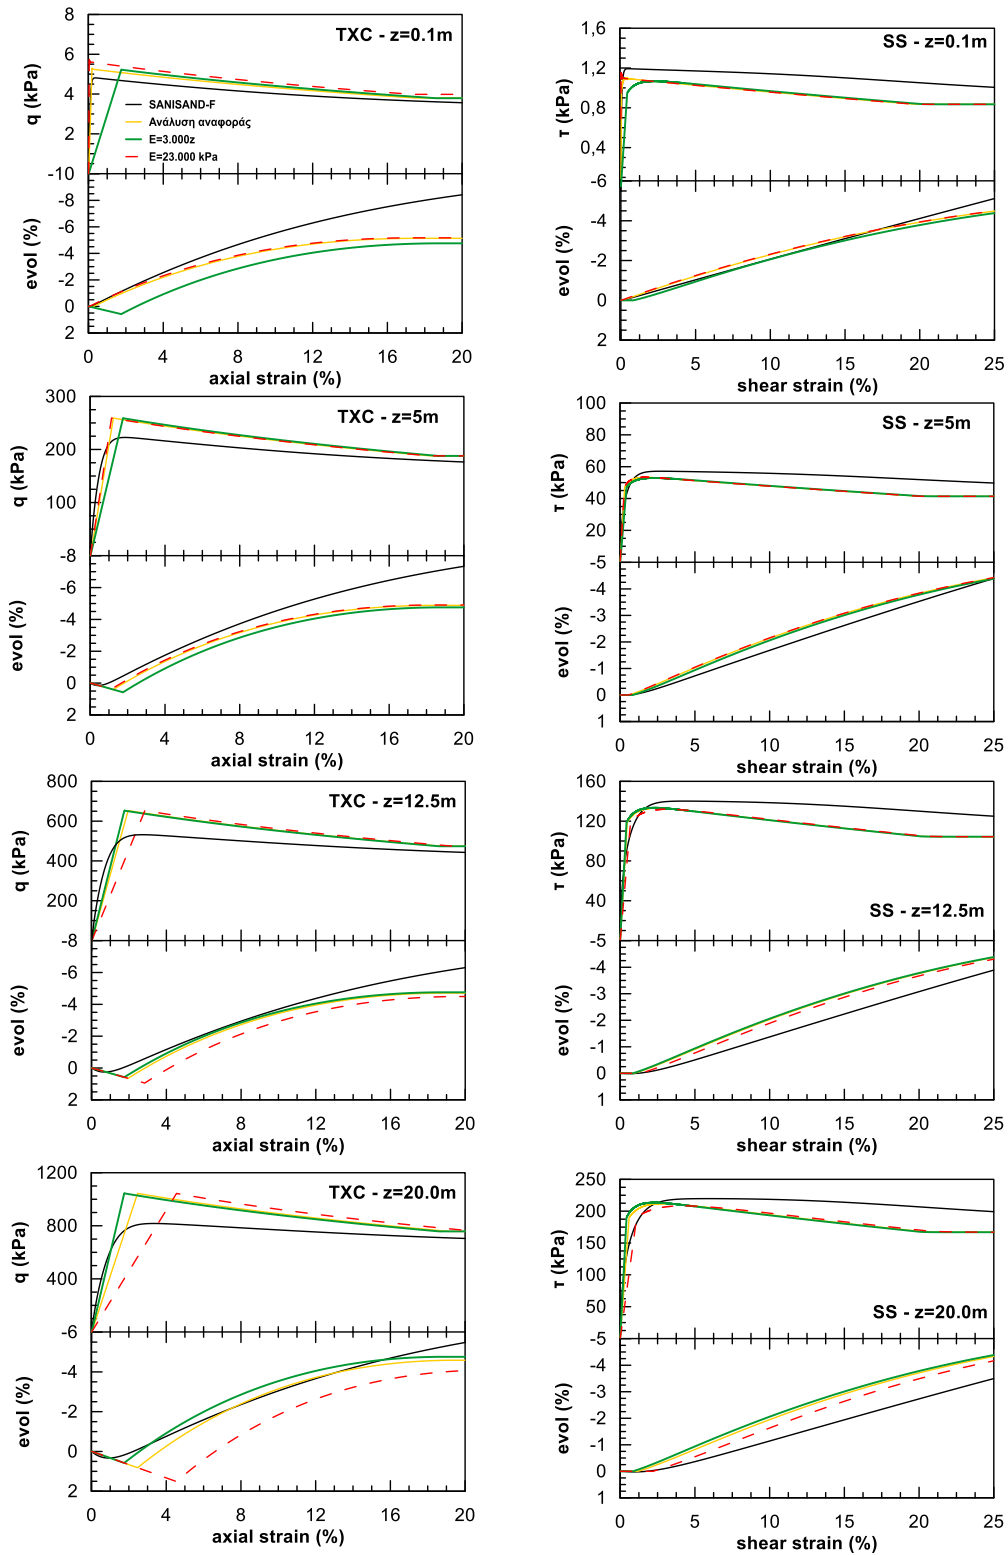 TXC - z=0.1m
q (kPa)
8
6
4
2
-10
SANISAND-F
Ανάλυση αναφοράς
E=3.000z
E=23.000 kPa
evol (%)
-8
-6
-4
-2
0
2
0 4 8 12 16 20
axial strain (%)
SS - z=0.1m
τ (kPa)
1,6
1.2
0,8
0,4
-6
evol (%)
-4
-2
0
2
0 5 10 15 20 25
shear strain (%)
TXC - z=5m
q (kPa)
300
200
100
-8
evol (%)
-6
-4
-2
0
2
0 4 8 12 16 20
axial strain (%)
SS - z=5m
τ (kPa)
100
80
60
40
20
-5
evol (%)
-4
-3
-2
-1
0
1
0 5 10 15 20 25
shear strain (%)
TXC - z=12.5m
q (kPa)
800
600
400
200
-8
evol (%)
-6
-4
-2
0
2
0 4 8 12 16 20
axial strain (%)
SS - z=12.5m
τ (kPa)
160
120
80
40
-5
evol (%)
-4
-3
-2
-1
0
1
0 5 10 15 20 25
shear strain (%)
TXC - z=20.0m
q (kPa)
1200
800
400
-6
evol (%)
-4
-2
0
2
0 4 8 12 16 20
axial strain (%)
SS - z=20.0m
τ (kPa)
250
200
150
100
50
-5
evol (%)
-4
-3
-2
-1
0
1
0 5 10 15 20 25
shear strain (%)